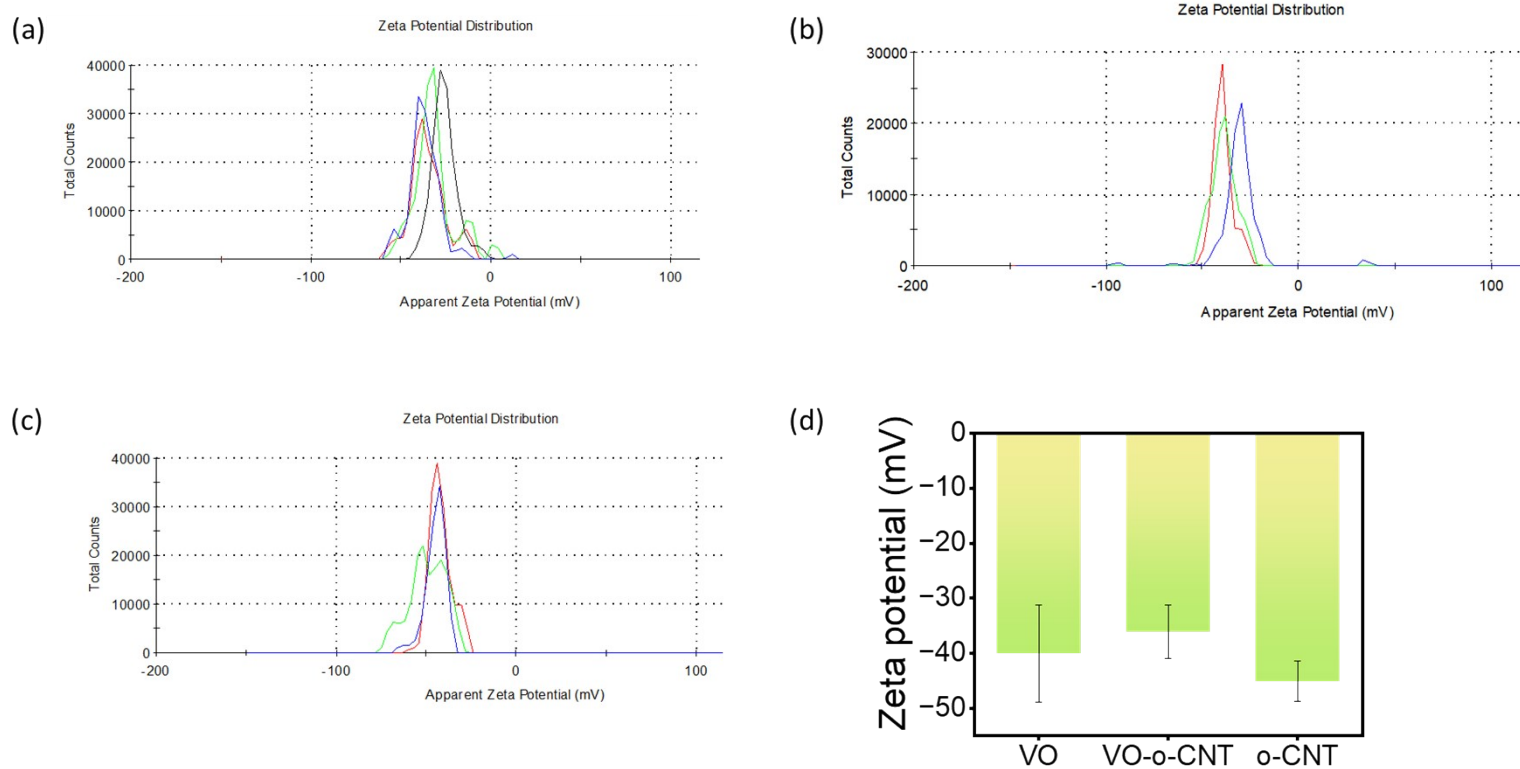 (a)
Zeta Potential Distribution
40000
30000
20000
10000
0
Total Counts
-200
-100
0
100
Apparent Zeta Potential (mV)
(b)
Zeta Potential Distribution
30000
20000
10000
0
Total Counts
-200
-100
0
100
Apparent Zeta Potential (mV)
(c)
Zeta Potential Distribution
40000
30000
20000
10000
0
Total Counts
-200
-100
0
100
Apparent Zeta Potential (mV)
(d)
0
−10
−20
−30
−40
−50
Zeta potential (mV)
VO
VO-o-CNT
o-CNT